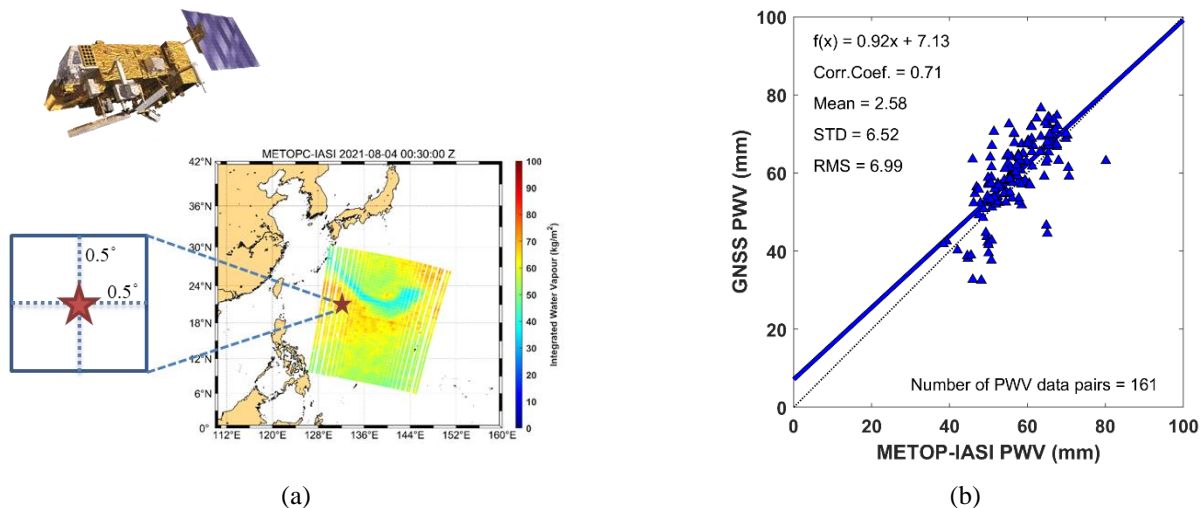 METOPC-IASI 2021-08-04 00:30:00 Z
42°N
36°N
30°N
24°N
18°N
12°N
6°N
0°
112°E 120°E 128°E 136°E 144°E 152°E 160°E
100
90
80
70
60
50
40
30
20
10
0
Integrated Water Vapour (kg/m²)
0.5°
0.5°
(a)
f(x) = 0.92x + 7.13
Corr.Coef. = 0.71
Mean = 2.58
STD = 6.52
RMS = 6.99
Number of PWV data pairs = 161
100
80
60
40
20
0
GNSS PWV (mm)
0 20 40 60 80 100
METOP-IASI PWV (mm)
(b)